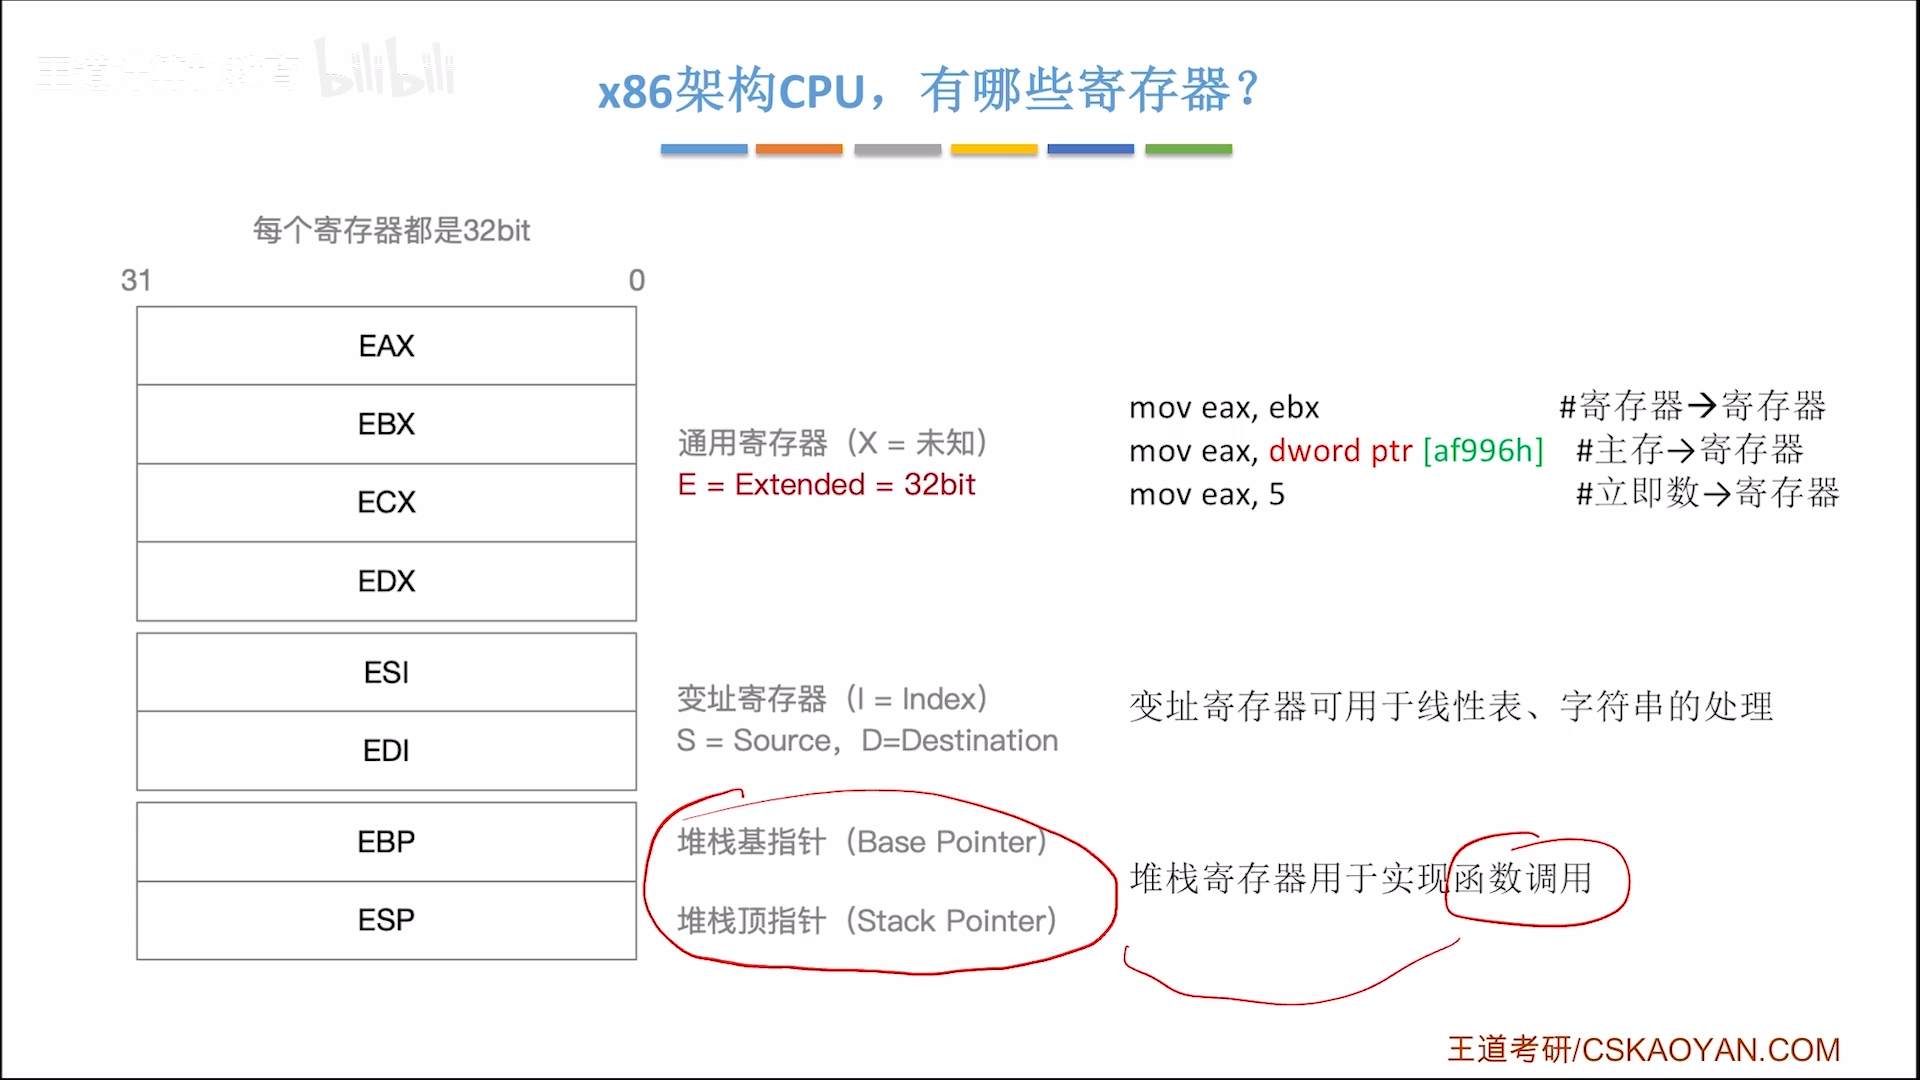 王道计算机教育 bilibili
x86架构CPU，有哪些寄存器？
每个寄存器都是32bit
31 0
EAX
EBX
ECX
EDX
ESI
EDI
EBP
ESP
通用寄存器（X = 未知）
E = Extended = 32bit
变址寄存器（I = Index）
S = Source，D=Destination
堆栈基指针（Base Pointer）
堆栈顶指针（Stack Pointer）
mov eax, ebx #寄存器→寄存器
mov eax, dword ptr [af996h] #主存→寄存器
mov eax, 5 #立即数→寄存器
变址寄存器可用于线性表、字符串的处理
堆栈寄存器用于实现函数调用
王道考研/CSKAOYAN.COM